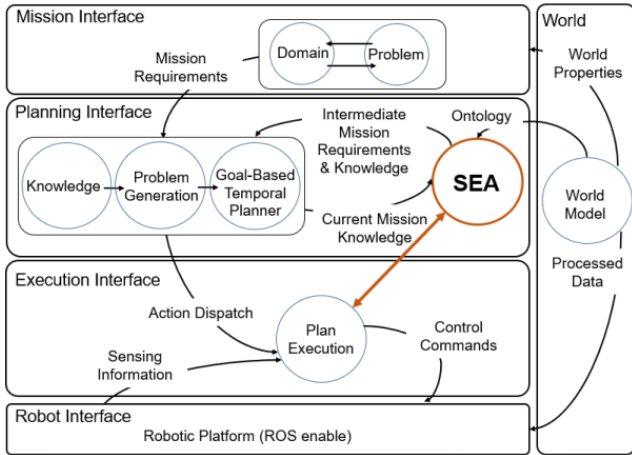 Mission Interface
World
Domain
Problem
Mission
Requirements
World
Properties
Planning Interface
Intermediate
Mission
Requirements
& Knowledge
Ontology
Knowledge
Problem
Generation
Goal-Based
Temporal
Planner
SEA
World
Model
Current Mission
Knowledge
Processed
Data
Execution Interface
Action Dispatch
Plan
Execution
Control
Commands
Sensing
Information
Robot Interface
Robotic Platform (ROS enable)